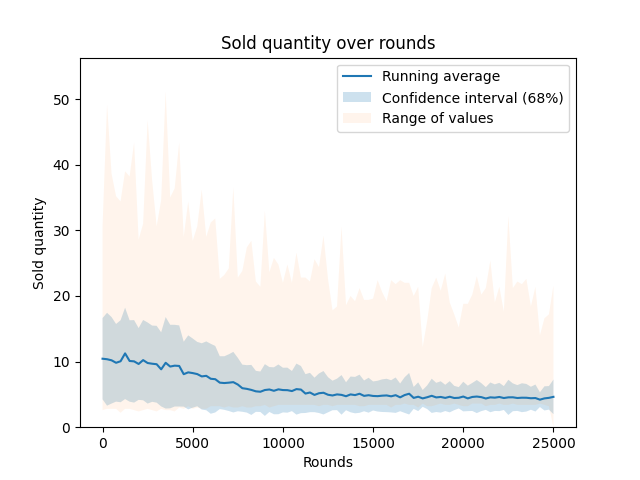 Sold quantity over rounds
Running average
Confidence interval (68%)
Range of values
Sold quantity
50
40
30
20
10
0
0 5000 10000 15000 20000 25000
Rounds